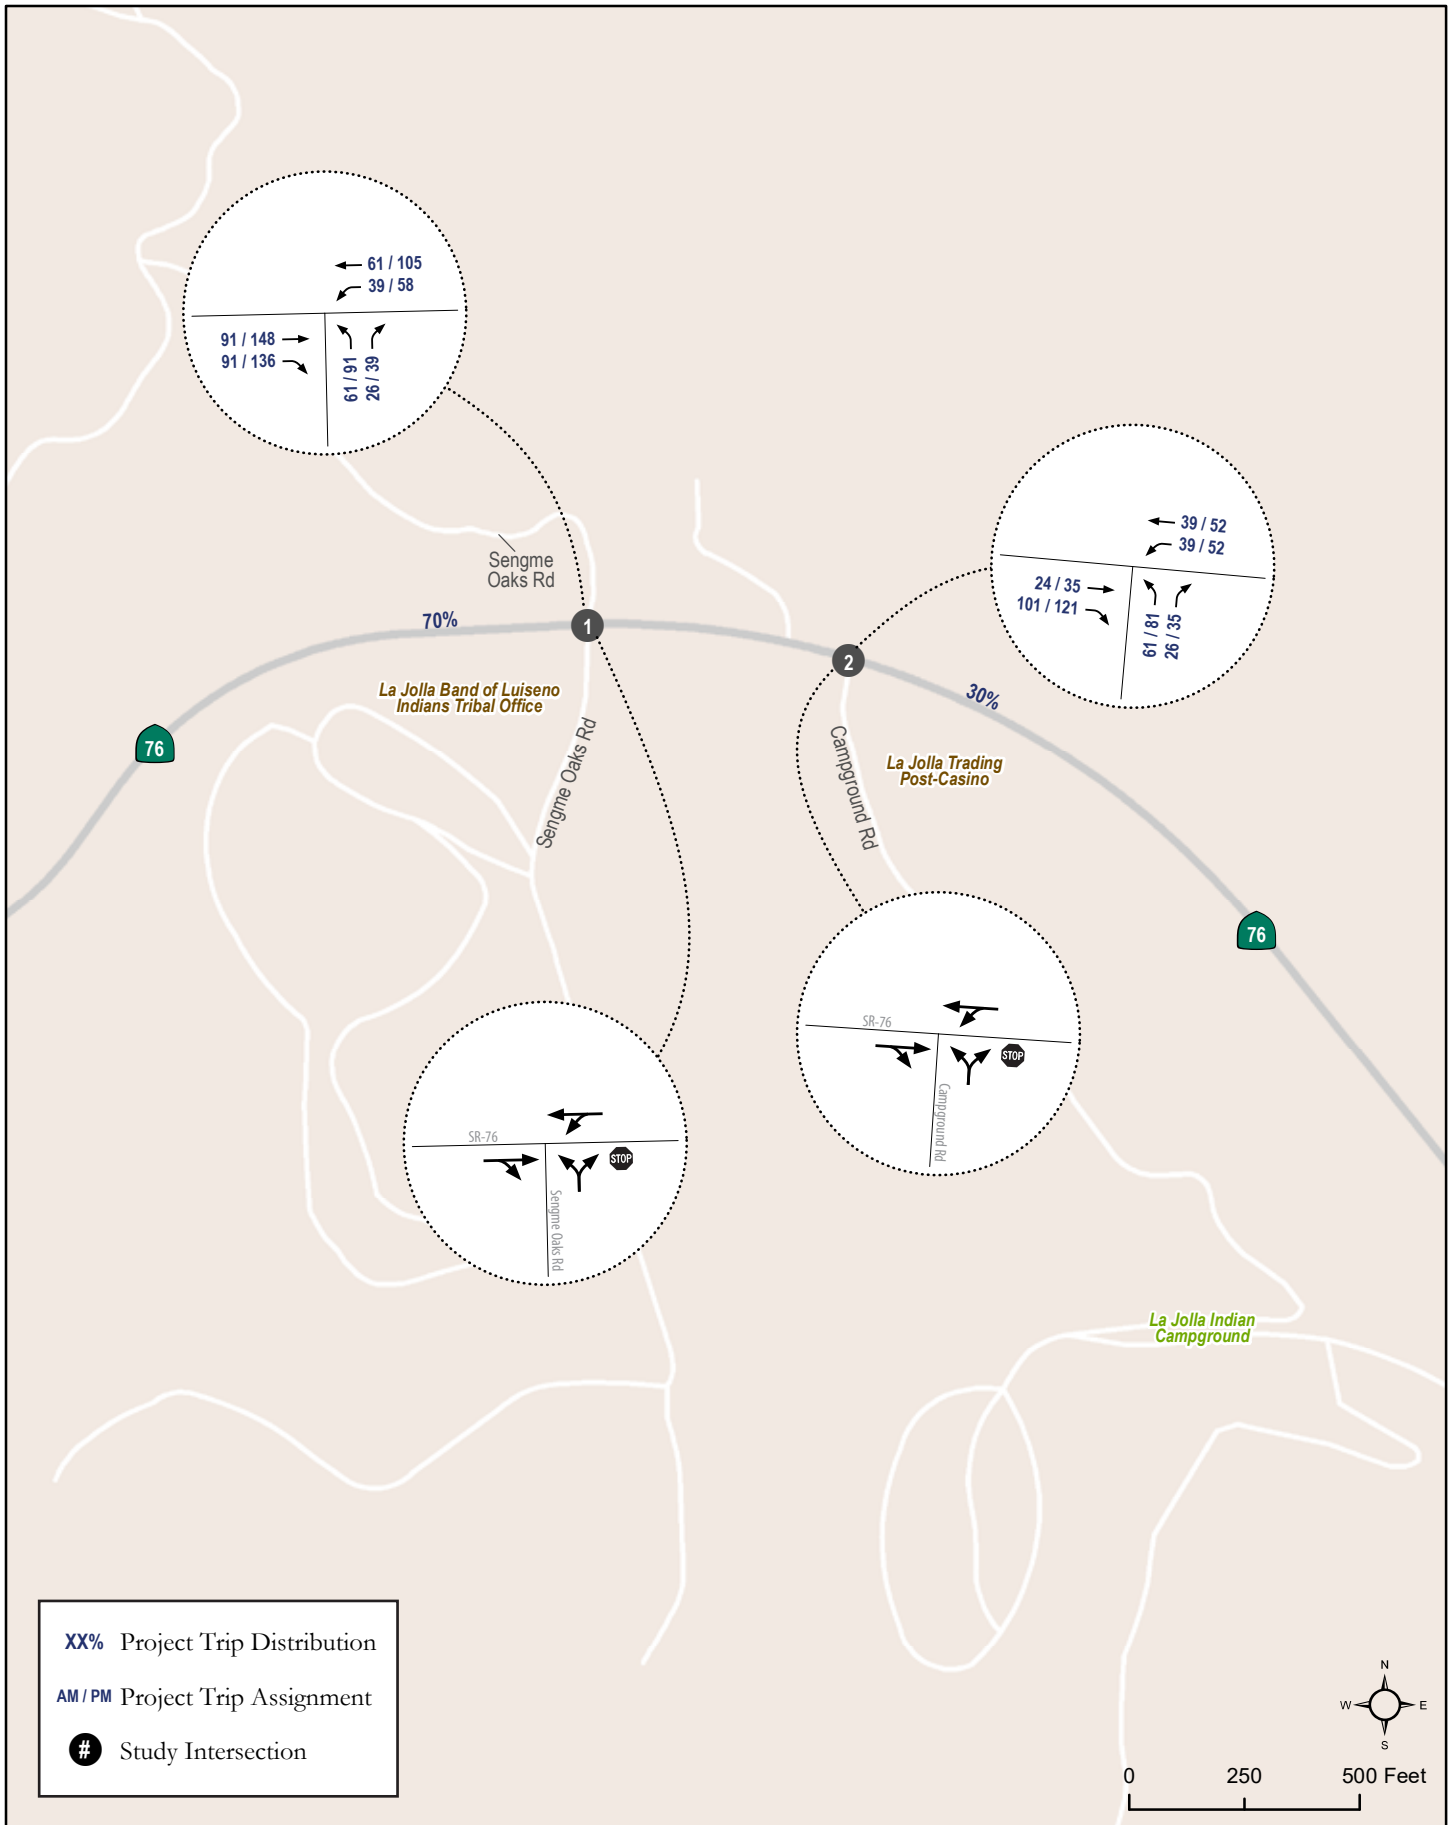 61 / 105
39 / 58
91 / 148
91 / 136
61 / 91
26 / 39
39 / 52
39 / 52
24 / 35
101 / 121
61 / 81
26 / 35
Sengme
Oaks Rd
70%
1
2
30%
La Jolla Band of Luiseno
Indians Tribal Office
76
Sengme Oaks Rd
Campground Rd
La Jolla Trading
Post-Casino
76
SR-76
STOP
Campground Rd
SR-76
STOP
Sengme Oaks Rd
La Jolla Indian
Campground
XX% Project Trip Distribution
AM / PM Project Trip Assignment
# Study Intersection
N
W E
S
0 250 500 Feet